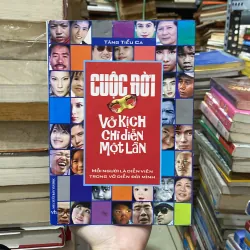 TĂNG TIỂU CA
CUỘC ĐỜI
VỞ KỊCH
CHỈ DIỄN
MỘT LẦN
MỖI NGƯỜI LÀ DIỄN VIÊN
TRONG VỞ DIỄN ĐỜI MÌNH